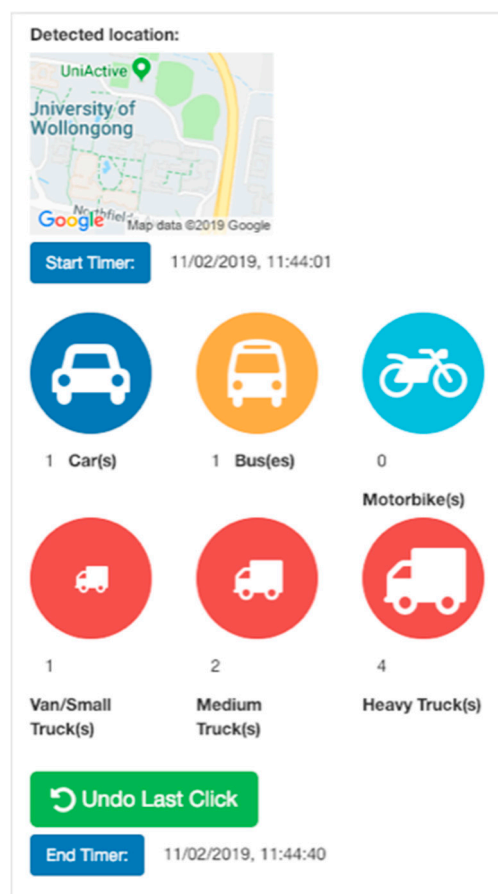 Detected location:
UniActive
University of
Wollongong
Northfield
Google Map data ©2019 Google
Start Timer: 11/02/2019, 11:44:01
1 Car(s) 1 Bus(es) 0
Motorbike(s)
1 2 4
Van/Small Medium Heavy Truck(s)
Truck(s) Truck(s)
Undo Last Click
End Timer: 11/02/2019, 11:44:40